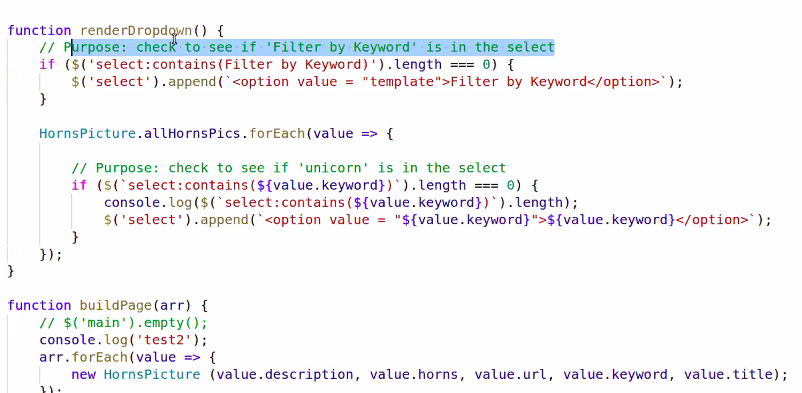 function renderDropdown() {
    // Purpose: check to see if 'Filter by Keyword' is in the select
    if ($('select:contains(Filter by Keyword)').length === 0) {
        $('select').append(`<option value = "template">Filter by Keyword</option>`);
    }

    HornsPicture.allHornsPics.forEach(value => {

        // Purpose: check to see if 'unicorn' is in the select
        if ($(`select:contains(${value.keyword})`).length === 0) {
            console.log($(`select:contains(${value.keyword})`).length);
            $('select').append(`<option value = "${value.keyword}">${value.keyword}</option>`);
        }
    });
}

function buildPage(arr) {
    // $('main').empty();
    console.log('test2');
    arr.forEach(value => {
        new HornsPicture (value.description, value.horns, value.url, value.keyword, value.title);
    });